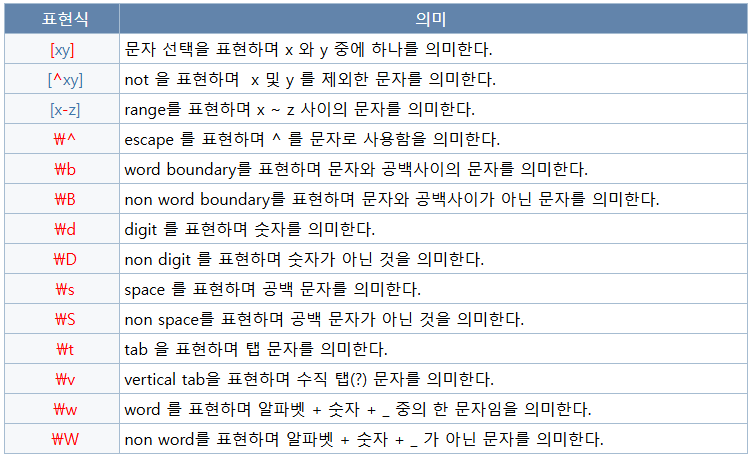 표현식 의미
[xy] 문자 선택을 표현하며 x 와 y 중에 하나를 의미한다.
[^xy] not 을 표현하며 x 및 y 를 제외한 문자를 의미한다.
[x-z] range를 표현하며 x ~ z 사이의 문자를 의미한다.
₩^ escape 를 표현하며 ^ 를 문자로 사용함을 의미한다.
₩b word boundary를 표현하며 문자와 공백사이의 문자를 의미한다.
₩B non word boundary를 표현하며 문자와 공백사이가 아닌 문자를 의미한다.
₩d digit 를 표현하며 숫자를 의미한다.
₩D non digit 를 표현하며 숫자가 아닌 것을 의미한다.
₩s space 를 표현하며 공백 문자를 의미한다.
₩S non space를 표현하며 공백 문자가 아닌 것을 의미한다.
₩t tab 을 표현하며 탭 문자를 의미한다.
₩v vertical tab을 표현하며 수직 탭(?) 문자를 의미한다.
₩w word 를 표현하며 알파벳 + 숫자 + _ 중의 한 문자임을 의미한다.
₩W non word를 표현하며 알파벳 + 숫자 + _ 가 아닌 문자를 의미한다.